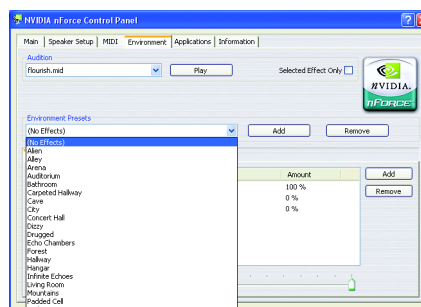 NVIDIA nForce Control Panel
Main Speaker Setup MIDI Environment Applications Information
Audition
flourish.mid Play Selected Effect Only
NVIDIA.
nFORCE
Environment Presets
(No Effects) Add Remove
(No Effects)
Alien
Alley
Arena
Auditorium
Bathroom
Carpeted Hallway
Cave
City
Concert Hall
Dizzy
Drugged
Echo Chambers
Forest
Hallway
Hangar
Infinite Echoes
Living Room
Mountains
Padded Cell
Amount Add
100 % Remove
0 %
0 %